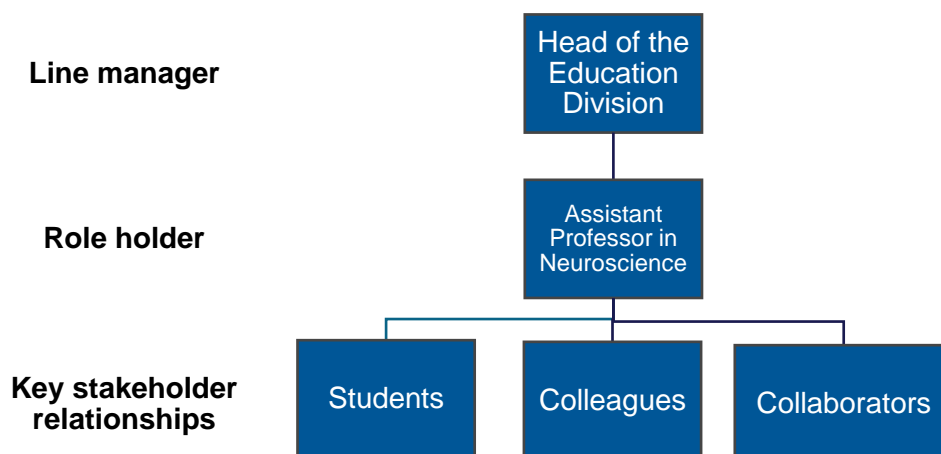 Line manager
Head of the
Education
Division
Role holder
Assistant
Professor in
Neuroscience
Key stakeholder
relationships
Students
Colleagues
Collaborators